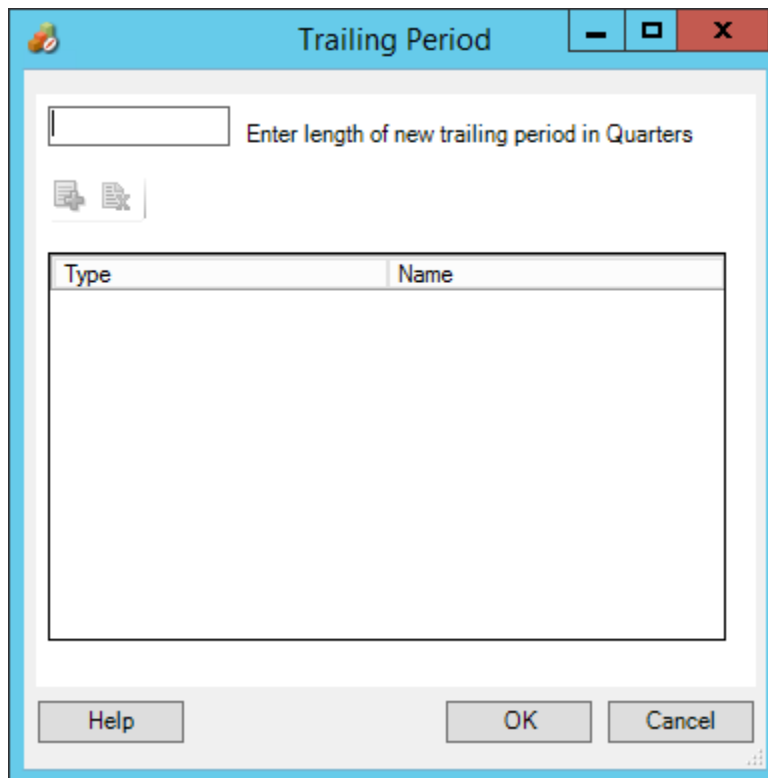 Trailing Period
Enter length of new trailing period in Quarters
Type Name
Help OK Cancel